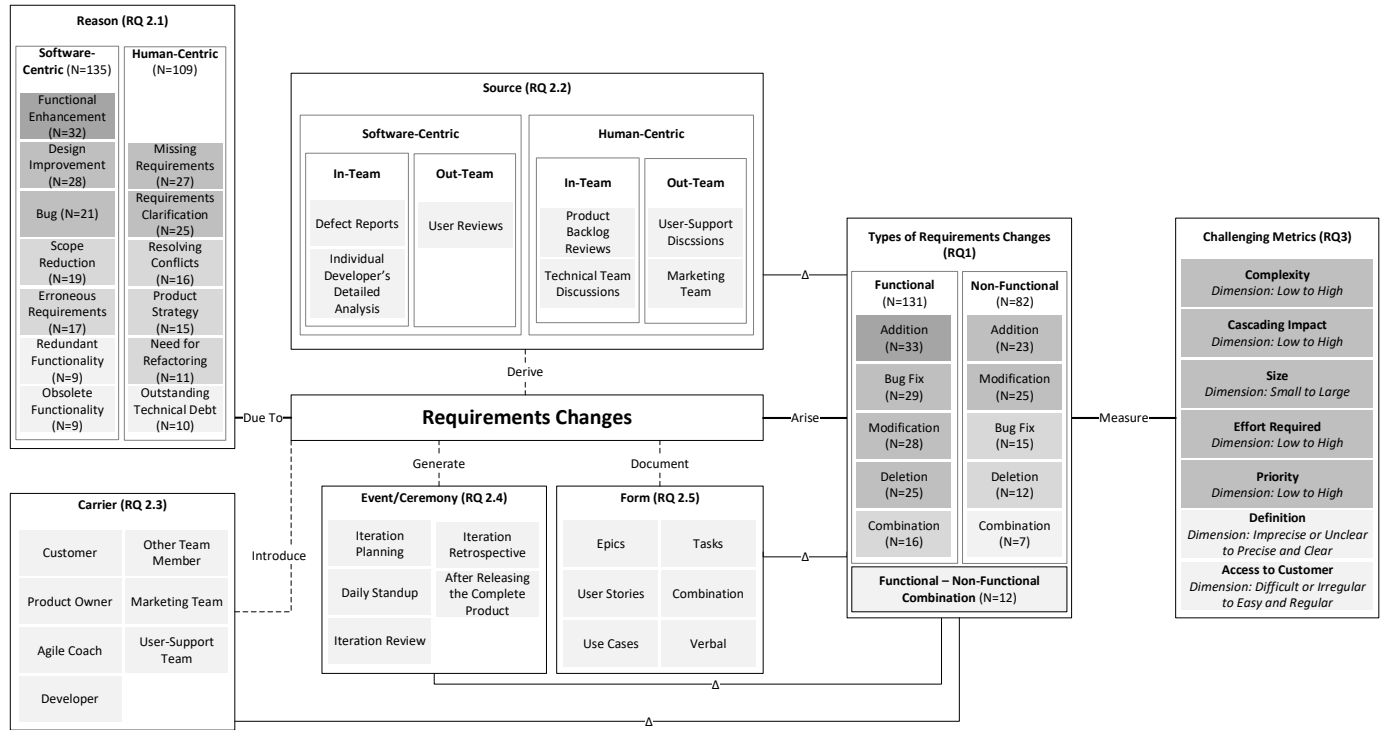 Reason (RQ 2.1)
Software-
Centric (N=135)
Functional
Enhancement
(N=32)
Design
Improvement
(N=28)
Bug (N=21)
Scope
Reduction
(N=19)
Erroneous
Requirements
(N=17)
Redundant
Functionality
(N=9)
Obsolete
Functionality
(N=9)
Human-Centric
(N=109)
Missing
Requirements
(N=27)
Requirements
Clarification
(N=25)
Resolving
Conflicts
(N=16)
Product
Strategy
(N=15)
Need for
Refactoring
(N=11)
Outstanding
Technical Debt
(N=10)
Source (RQ 2.2)
Software-Centric
In-Team
Defect Reports
Individual
Developer's
Detailed
Analysis
Out-Team
User Reviews
Human-Centric
In-Team
Product
Backlog
Reviews
Technical Team
Discussions
Out-Team
User-Support
Discssions
Marketing
Team
Δ
Derive
Due To
Requirements Changes
Arise
Generate
Document
Introduce
Carrier (RQ 2.3)
Customer
Product Owner
Agile Coach
Developer
Other Team
Member
Marketing Team
User-Support
Team
Event/Ceremony (RQ 2.4)
Iteration
Planning
Daily Standup
Iteration Review
Iteration
Retrospective
After Releasing
the Complete
Product
Form (RQ 2.5)
Epics
User Stories
Use Cases
Tasks
Combination
Verbal
Δ
Δ
Δ
Types of Requirements Changes
(RQ1)
Functional
(N=131)
Addition
(N=33)
Bug Fix
(N=29)
Modification
(N=28)
Deletion
(N=25)
Combination
(N=16)
Non-Functional
(N=82)
Addition
(N=23)
Modification
(N=25)
Bug Fix
(N=15)
Deletion
(N=12)
Combination
(N=7)
Functional – Non-Functional
Combination (N=12)
Measure
Challenging Metrics (RQ3)
Complexity
Dimension: Low to High
Cascading Impact
Dimension: Low to High
Size
Dimension: Small to Large
Effort Required
Dimension: Low to High
Priority
Dimension: Low to High
Definition
Dimension: Imprecise or Unclear
to Precise and Clear
Access to Customer
Dimension: Difficult or Irregular
to Easy and Regular